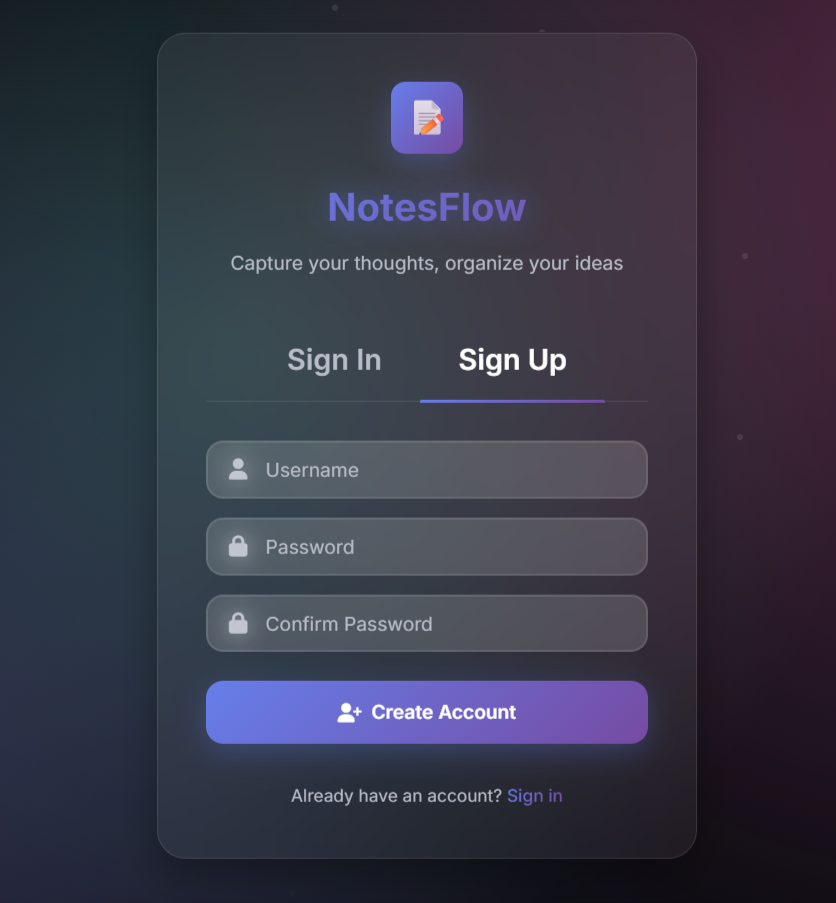 NotesFlow
Capture your thoughts, organize your ideas
Sign In Sign Up
Username
Password
Confirm Password
Create Account
Already have an account? Sign in